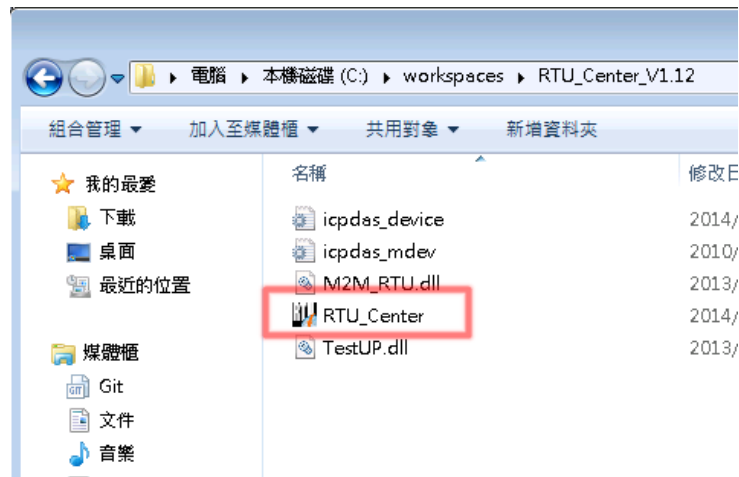 電腦 本機磁碟 (C:) workspaces RTU_Center_V1.12
組合管理 加入至媒體櫃 共用對象 新增資料夾
我的最愛
下載
桌面
最近的位置
媒體櫃
Git
文件
音樂
名稱 修改日
icpdas_device 2014/
icpdas_mdev 2010/
M2M_RTU.dll 2013/
RTU_Center 2014/
TestUP.dll 2013/